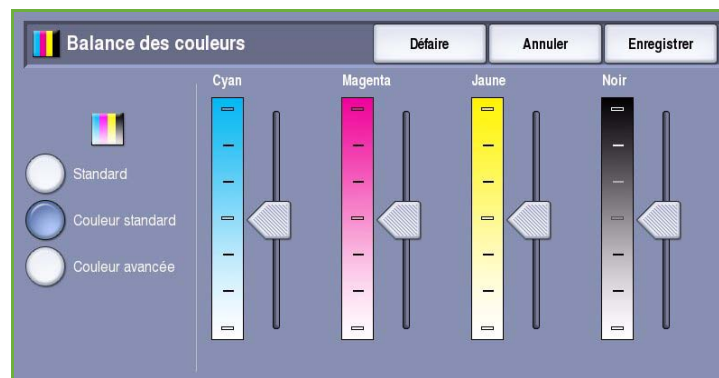 Balance des couleurs Défaire Annuler Enregistrer
Cyan Magenta Jaune Noir
Standard
Couleur standard
Couleur avancée